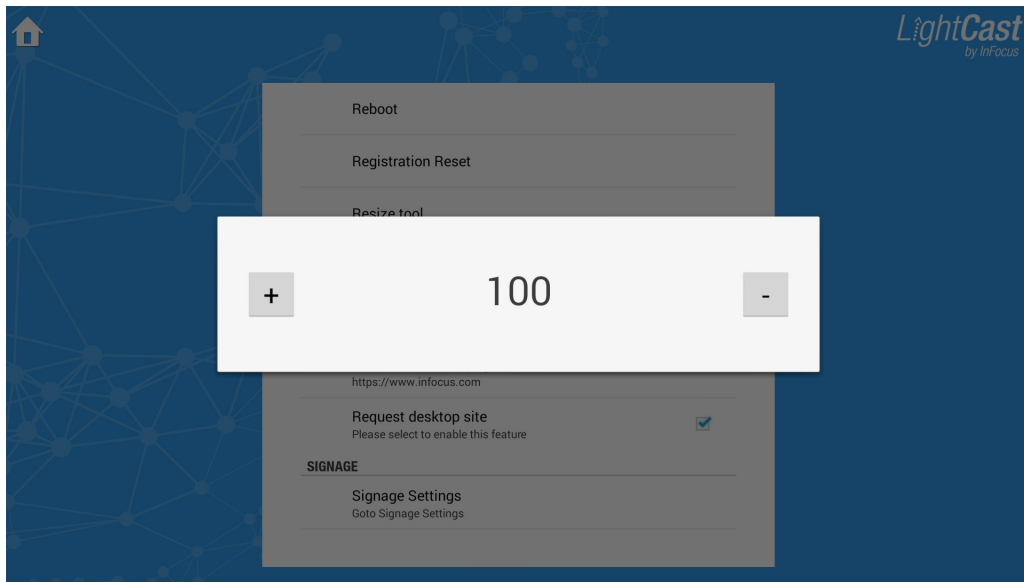 LightCast
by InFocus
Reboot
Registration Reset
Resize tool
+ 100 -
https://www.infocus.com
Request desktop site
Please select to enable this feature
SIGNAGE
Signage Settings
Goto Signage Settings